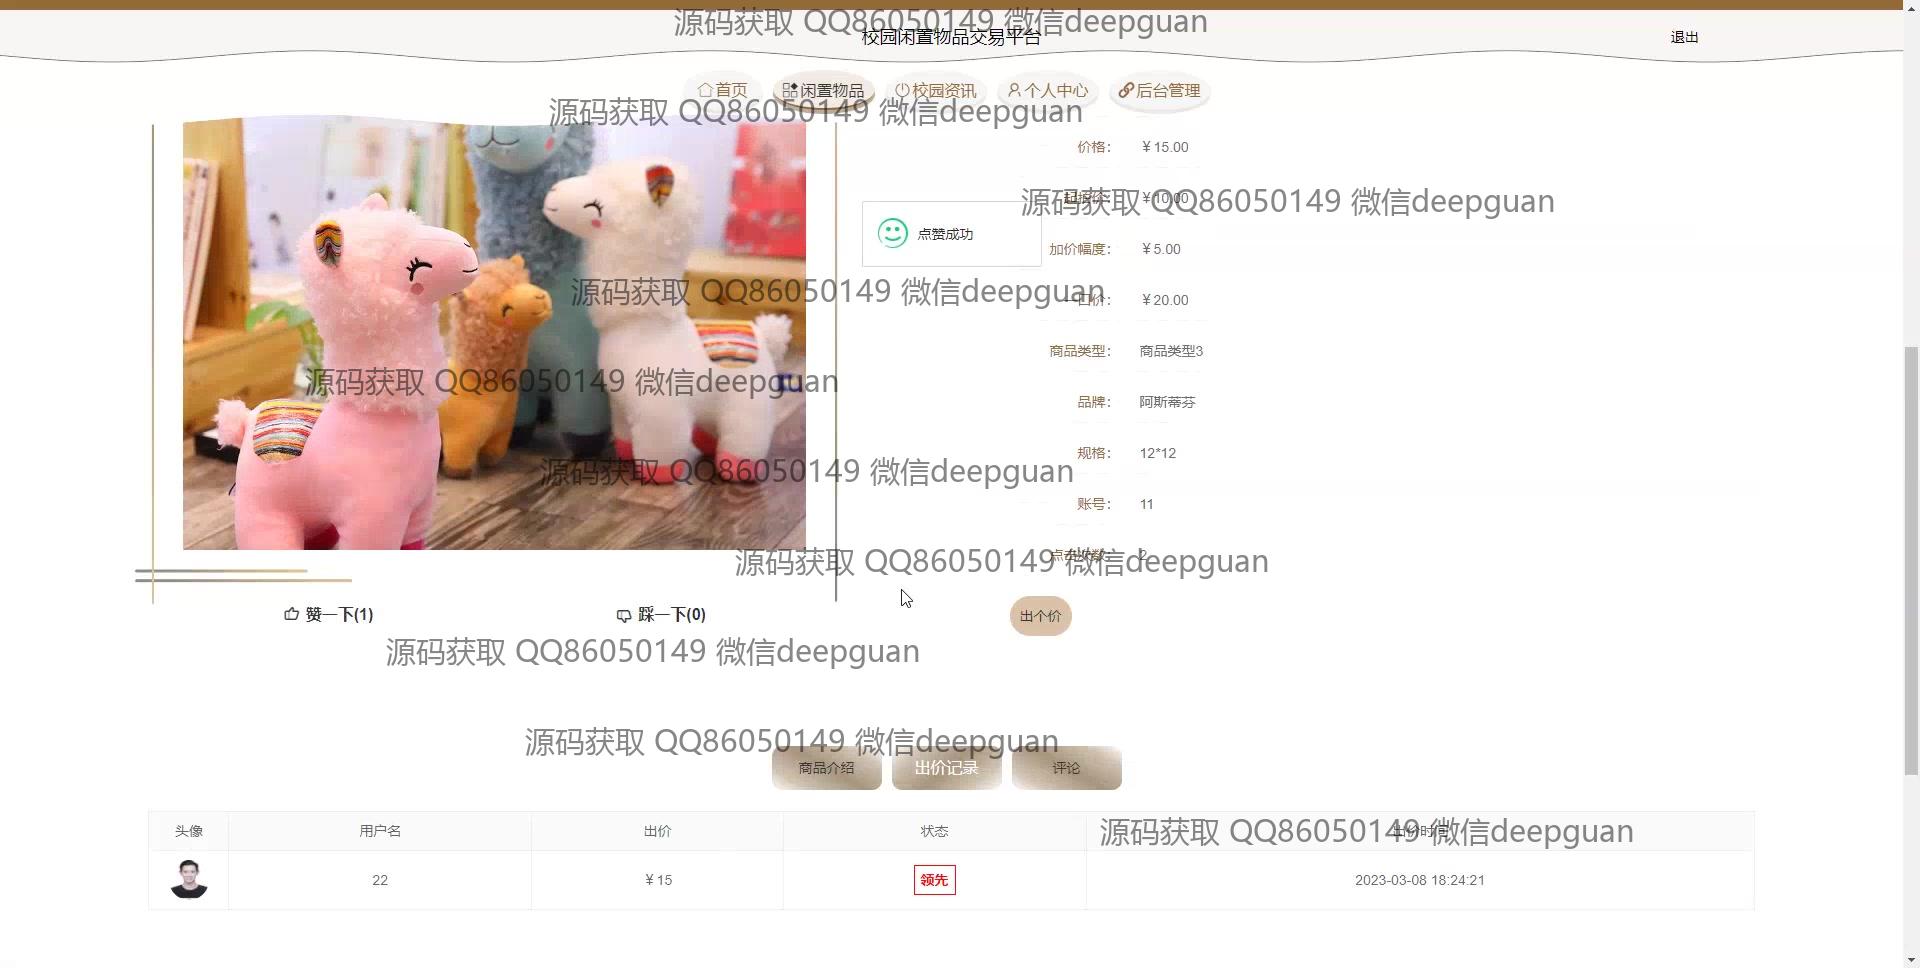 源码获取 QQ86050149 微信deepguan
校园闲置物品交易平台
退出
首页
闲置物品
校园资讯
个人中心
后台管理
源码获取 QQ86050149 微信deepguan
价格：
￥15.00
源码获取 QQ86050149 微信deepguan
起拍价：
￥10.00
点赞成功
加价幅度：
￥5.00
源码获取 QQ86050149 微信deepguan
一口价：
￥20.00
商品类型：
商品类型3
源码获取 QQ86050149 微信deepguan
品牌：
阿斯蒂芬
规格：
12*12
源码获取 QQ86050149 微信deepguan
账号：
11
源码获取 QQ86050149 微信deepguan
点击次数：
2
赞一下(1)
踩一下(0)
出个价
源码获取 QQ86050149 微信deepguan
源码获取 QQ86050149 微信deepguan
商品介绍
出价记录
评论
头像
用户名
出价
状态
出价时间
源码获取 QQ86050149 微信deepguan
22
￥15
领先
2023-03-08 18:24:21